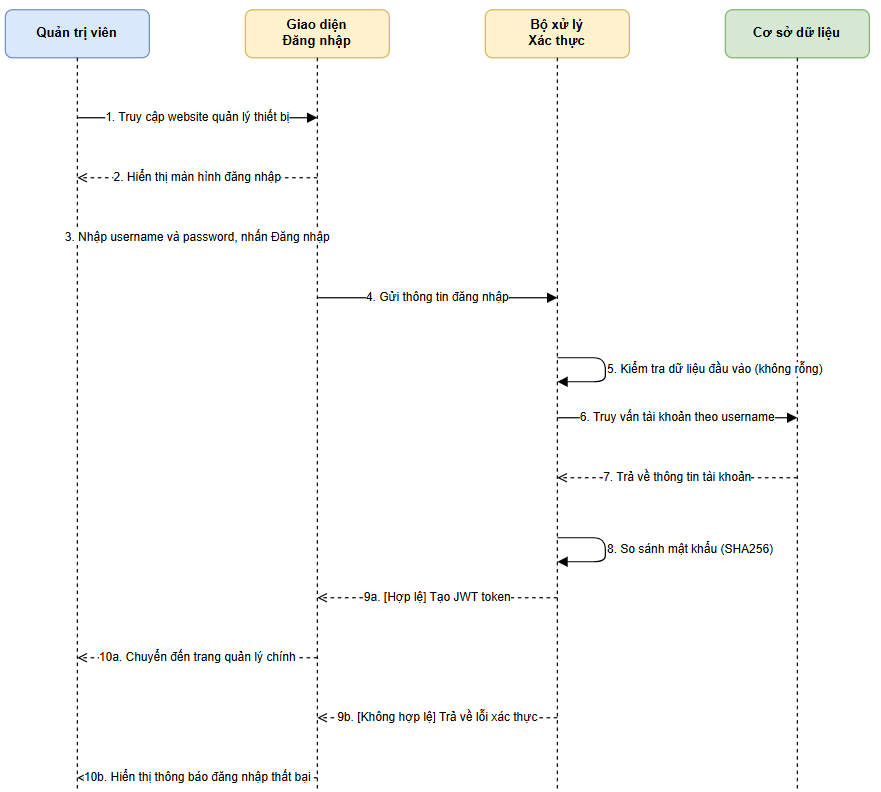 Quản trị viên
Giao diện
Đăng nhập
Bộ xử lý
Xác thực
Cơ sở dữ liệu
1. Truy cập website quản lý thiết bị
2. Hiển thị màn hình đăng nhập
3. Nhập username và password, nhấn Đăng nhập
4. Gửi thông tin đăng nhập
5. Kiểm tra dữ liệu đầu vào (không rỗng)
6. Truy vấn tài khoản theo username
7. Trả về thông tin tài khoản
8. So sánh mật khẩu (SHA256)
9a. [Hợp lệ] Tạo JWT token
10a. Chuyển đến trang quản lý chính
9b. [Không hợp lệ] Trả về lỗi xác thực
10b. Hiển thị thông báo đăng nhập thất bại